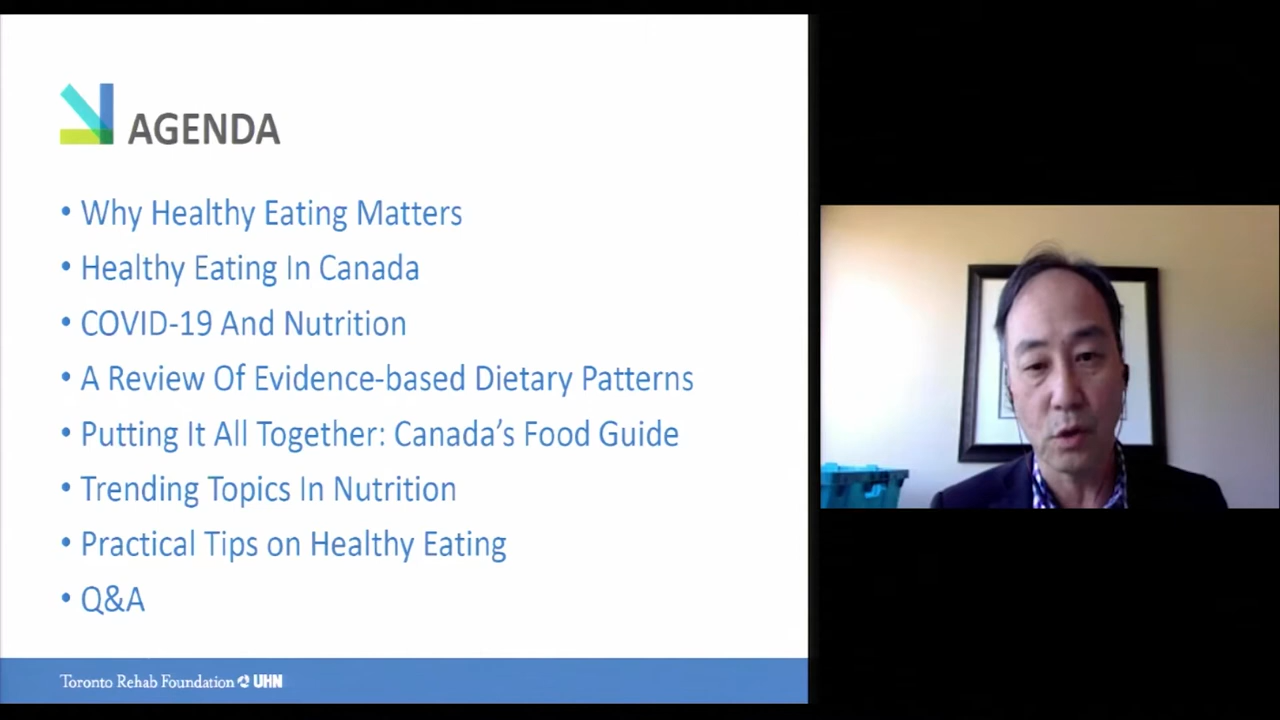 AGENDA
• Why Healthy Eating Matters
• Healthy Eating In Canada
• COVID-19 And Nutrition
• A Review Of Evidence-based Dietary Patterns
• Putting It All Together: Canada’s Food Guide
• Trending Topics In Nutrition
• Practical Tips on Healthy Eating
• Q&A
Toronto Rehab Foundation UHN